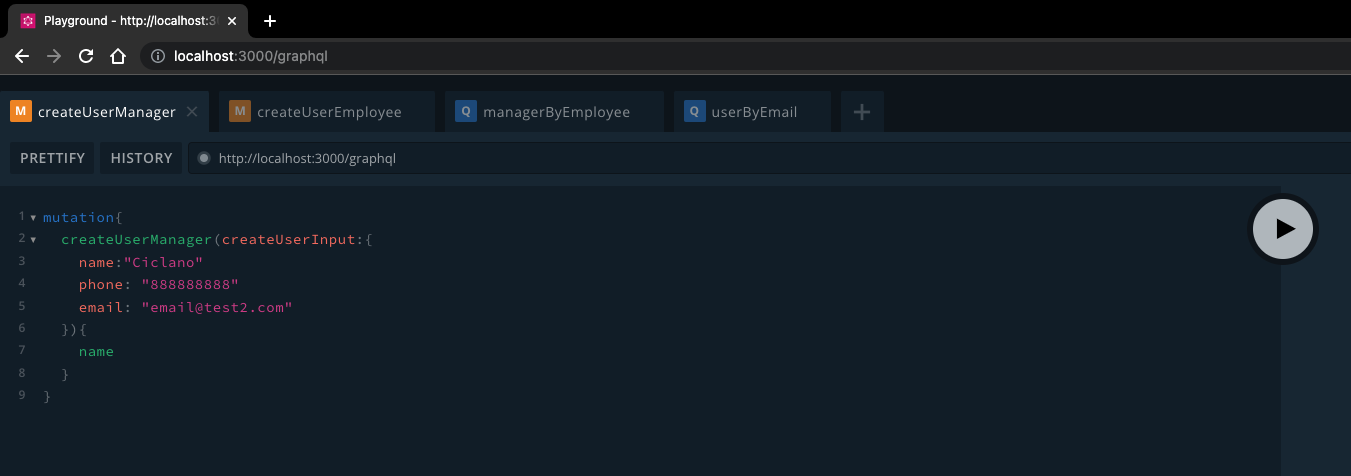 Playground - http://localhost:3
localhost:3000/graphql
M createUserManager
M createUserEmployee
Q managerByEmployee
Q userByEmail
PRETTIFY
HISTORY
http://localhost:3000/graphql
1 mutation{
2 createUserManager(createUserInput:{
3 name:"Ciclano"
4 phone: "888888888"
5 email: "email@test2.com"
6 }){
7 name
8 }
9 }